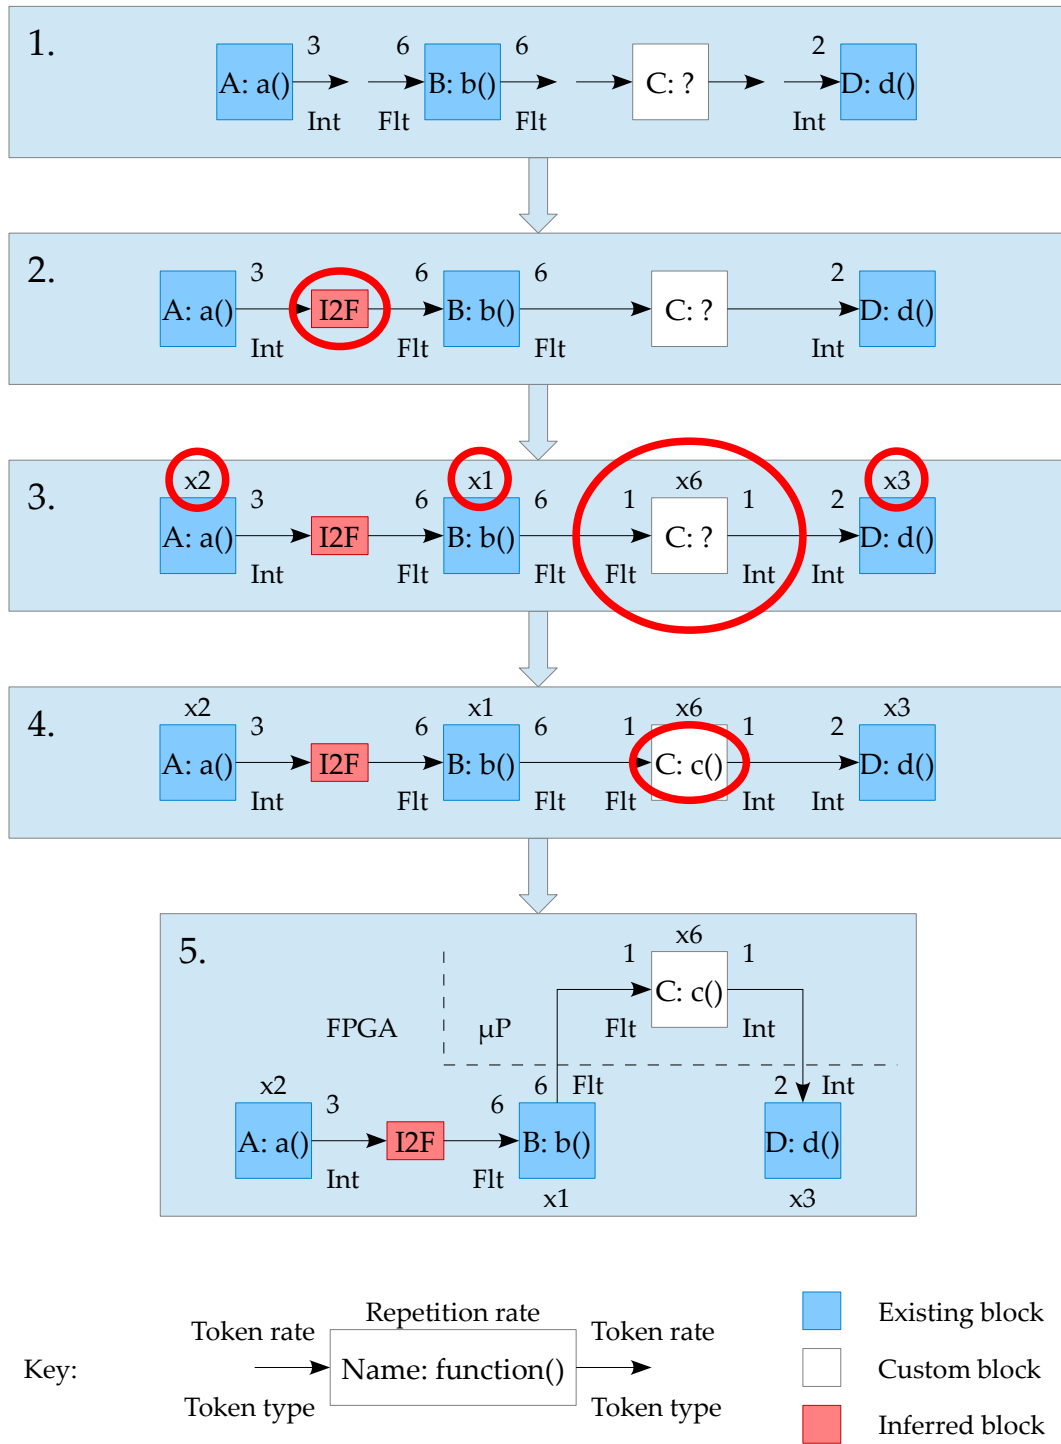 1.
3 6 6 2
A: a() B: b() C: ? D: d()
Int Flt Flt Int
2.
3 6 6 2
A: a() I2F B: b() C: ? D: d()
Int Flt Flt Int
3.
x2 x1 x6 x3
3 6 6 1 1 2
A: a() I2F B: b() C: ? D: d()
Int Flt Flt Flt Int Int
4.
x2 x1 x6 x3
3 6 6 1 1 2
A: a() I2F B: b() C: c() D: d()
Int Flt Flt Flt Int Int
5.
x6
1 1
C: c()
FPGA µP Flt Int
x2 6 Flt 2 Int
3 6
A: a() I2F B: b() D: d()
Int Flt
x1 x3
Key:
Repetition rate
Token rate Token rate
Name: function()
Token type Token type
Existing block
Custom block
Inferred block